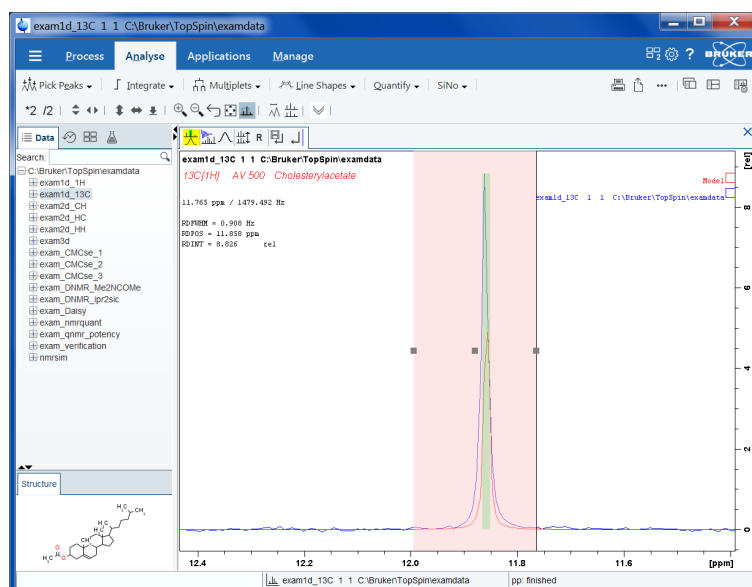 exam1d_13C 1 1 C:\Bruker\TopSpin\examdata
Process Analyse Applications Manage
BRUKER
Pick Peaks Integrate Multiplets Line Shapes Quantify SiNo
*2 /2
Data
Search:
C:\Bruker\TopSpin\examdata
exam1d_1H
exam1d_13C
exam2d_CH
exam2d_HC
exam2d_HH
exam3d
exam_CMCse_1
exam_CMCse_2
exam_CMCse_3
exam_DNMR_Me2NCOMe
exam_DNMR_ipr2sic
exam_Daisy
exam_nmrquant
exam_qnmr_potency
exam_verification
nmrsim
Structure
R
exam1d_13C 1 1 C:\Bruker\TopSpin\examdata
13C{1H} AV 500 Cholesterylacetate
11.765 ppm / 1479.492 Hz
RDFWHM = 0.908 Hz
RDPOS = 11.858 ppm
RDINT = 8.826 rel
Model
exam1d_13C 1 1 C:\Bruker\TopSpin\examdata
[rel]
8
6
4
2
0
12.4 12.2 12.0 11.8 11.6 [ppm]
exam1d_13C 1 1 C:\Bruker\TopSpin\examdata
pp: finished